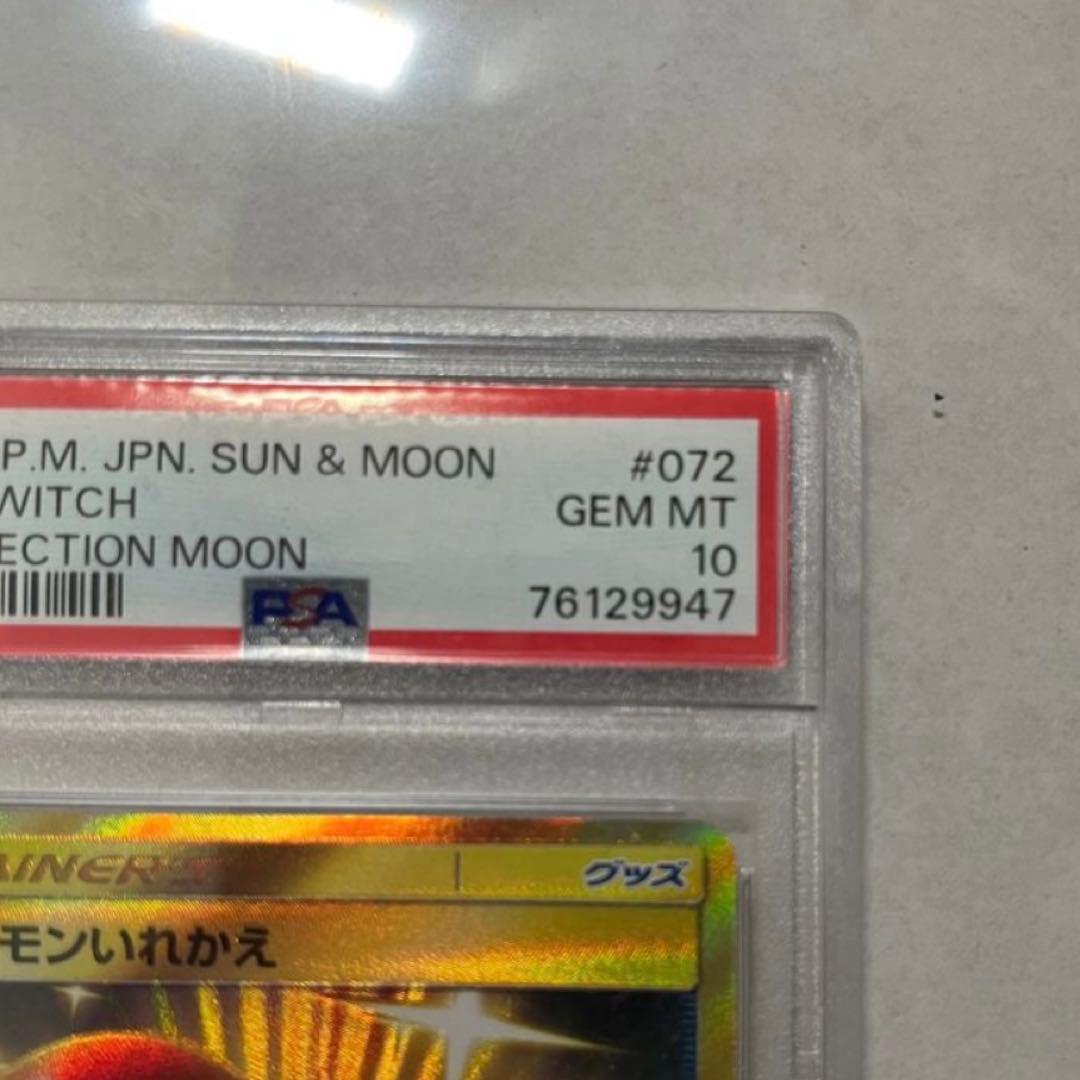 P.M. JPN. SUN & MOON #072
WITCH GEM MT
ECTION MOON 10
PSA 76129947
AINER'S グッズ
モンいれかえ